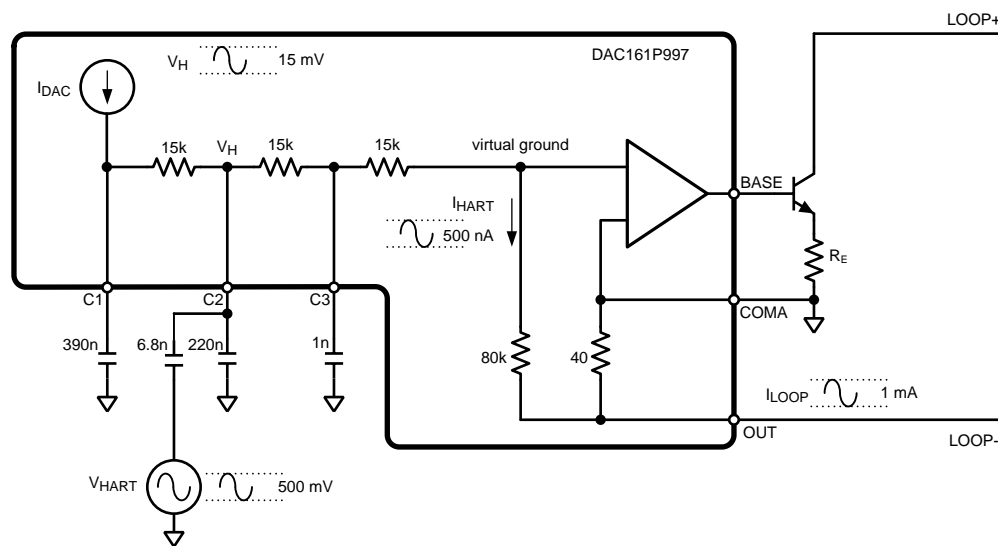 LOOP+
V_H 15 mV
DAC161P997
I_DAC
15k
V_H
15k
15k
virtual ground
BASE
I_HART
500 nA
R_E
C1
C2
C3
COMA
390n
6.8n
220n
1n
80k
40
I_LOOP
1 mA
OUT
LOOP-
V_HART
500 mV